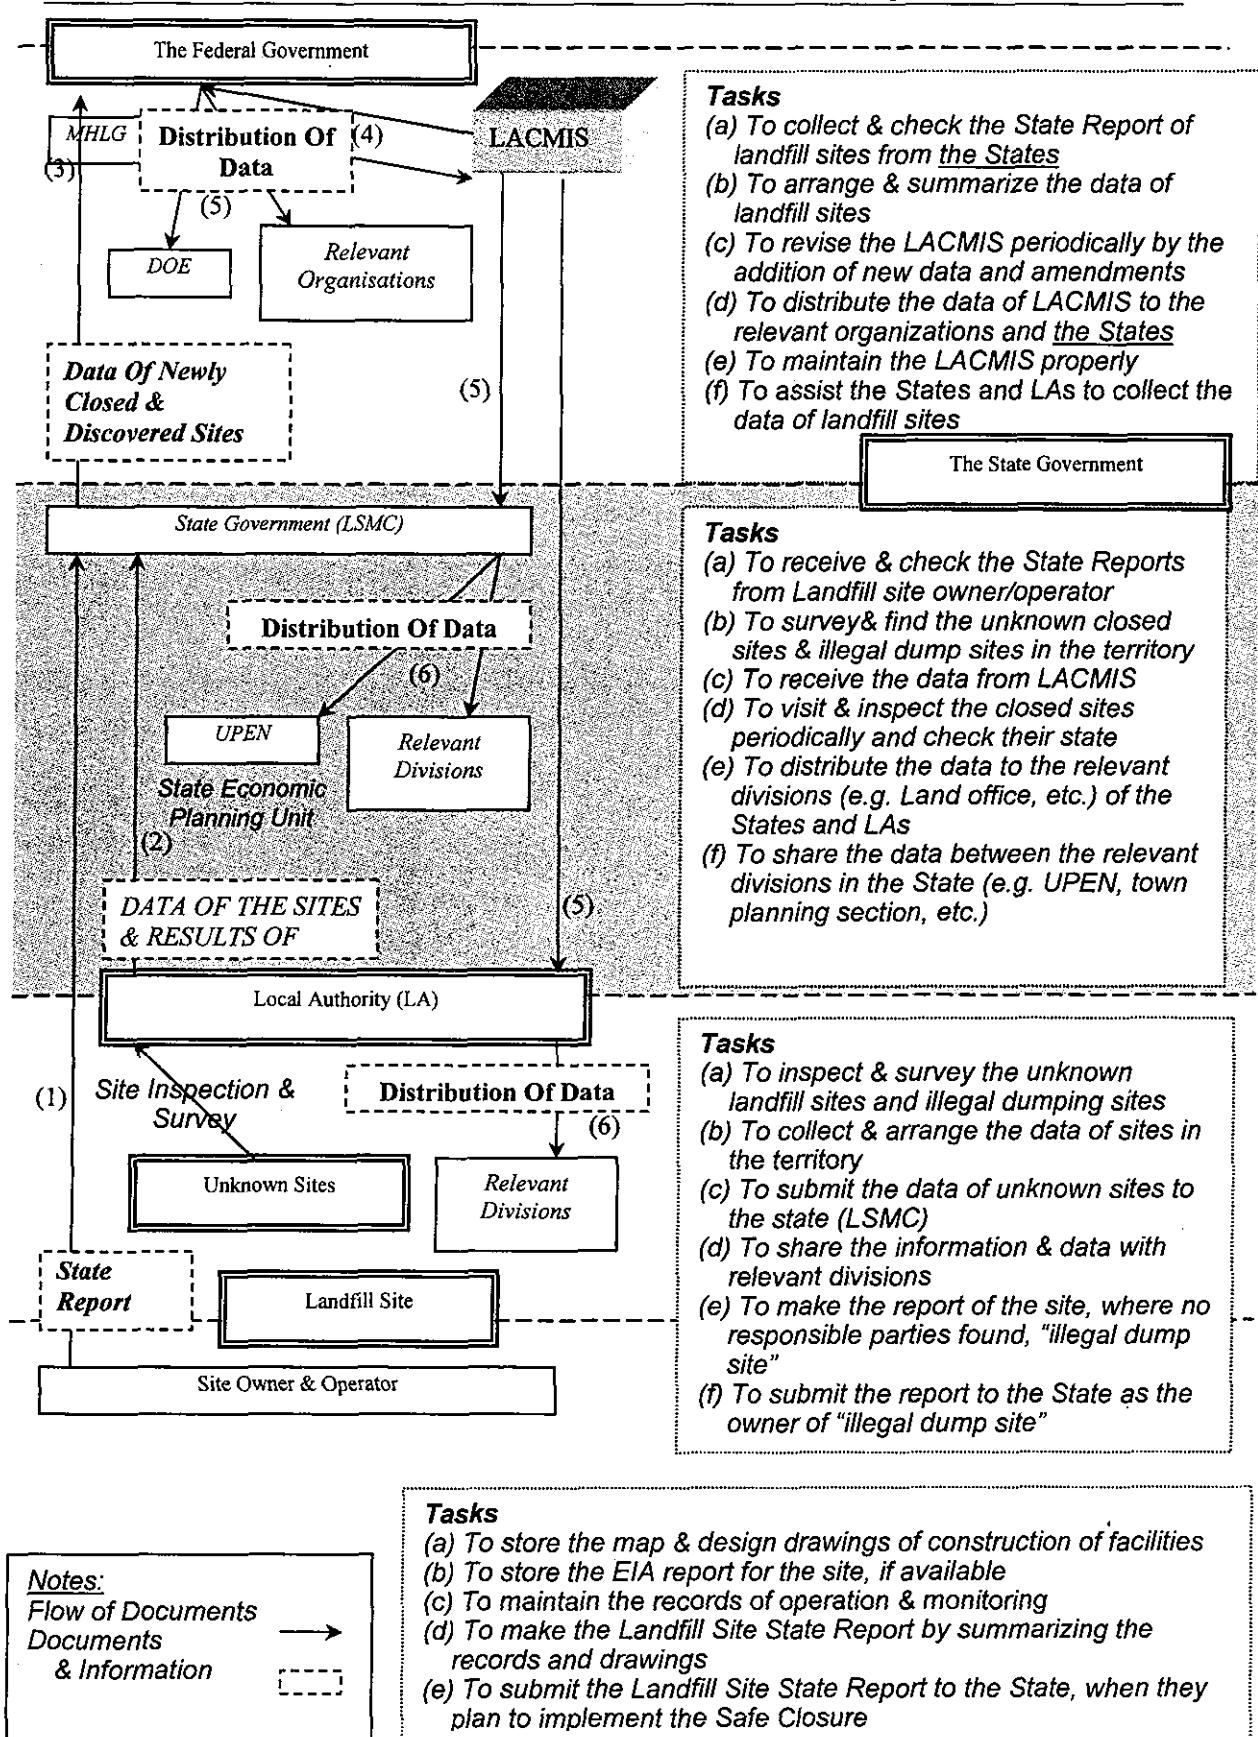 The Federal Government
MHLG
Distribution Of
Data
(4)
LACMIS
(3)
(5)
DOE
Relevant
Organisations
Data Of Newly
Closed &
Discovered Sites
(5)
Tasks
(a) To collect & check the State Report of
landfill sites from the States
(b) To arrange & summarize the data of
landfill sites
(c) To revise the LACMIS periodically by the
addition of new data and amendments
(d) To distribute the data of LACMIS to the
relevant organizations and the States
(e) To maintain the LACMIS properly
(f) To assist the States and LAs to collect the
data of landfill sites
The State Government
State Government (LSMC)
Distribution Of Data
(6)
UPEN
State Economic
Planning Unit
Relevant
Divisions
(2)
DATA OF THE SITES
& RESULTS OF
(5)
Tasks
(a) To receive & check the State Reports
from Landfill site owner/operator
(b) To survey& find the unknown closed
sites & illegal dump sites in the territory
(c) To receive the data from LACMIS
(d) To visit & inspect the closed sites
periodically and check their state
(e) To distribute the data to the relevant
divisions (e.g. Land office, etc.) of the
States and LAs
(f) To share the data between the relevant
divisions in the State (e.g. UPEN, town
planning section, etc.)
Local Authority (LA)
(1)
Site Inspection &
Survey
Distribution Of Data
(6)
Unknown Sites
Relevant
Divisions
State
Report
Landfill Site
Site Owner & Operator
Tasks
(a) To inspect & survey the unknown
landfill sites and illegal dumping sites
(b) To collect & arrange the data of sites in
the territory
(c) To submit the data of unknown sites to
the state (LSMC)
(d) To share the information & data with
relevant divisions
(e) To make the report of the site, where no
responsible parties found, "illegal dump
site"
(f) To submit the report to the State as the
owner of "illegal dump site"
Tasks
(a) To store the map & design drawings of construction of facilities
(b) To store the EIA report for the site, if available
(c) To maintain the records of operation & monitoring
(d) To make the Landfill Site State Report by summarizing the
records and drawings
(e) To submit the Landfill Site State Report to the State, when they
plan to implement the Safe Closure
Notes:
Flow of Documents
Documents
& Information